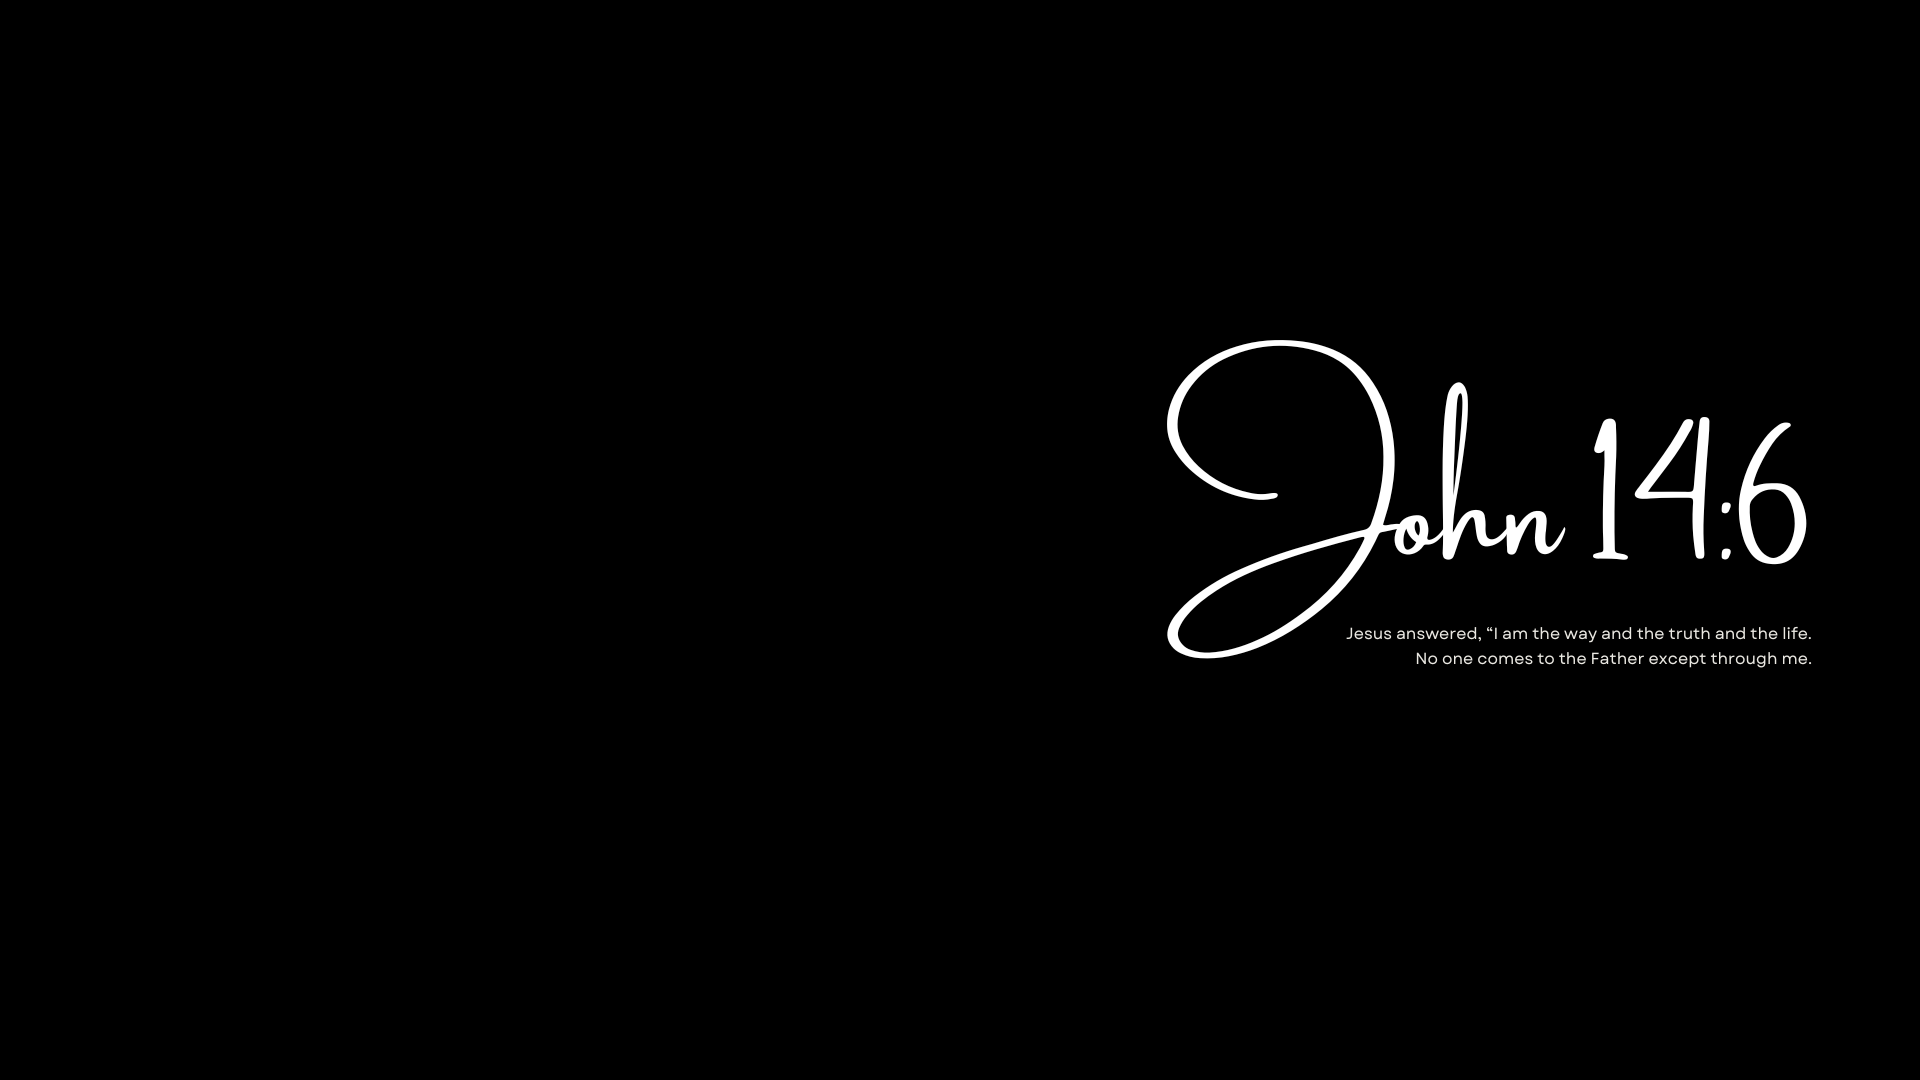 John 14:6
Jesus answered, “I am the way and the truth and the life.
No one comes to the Father except through me.